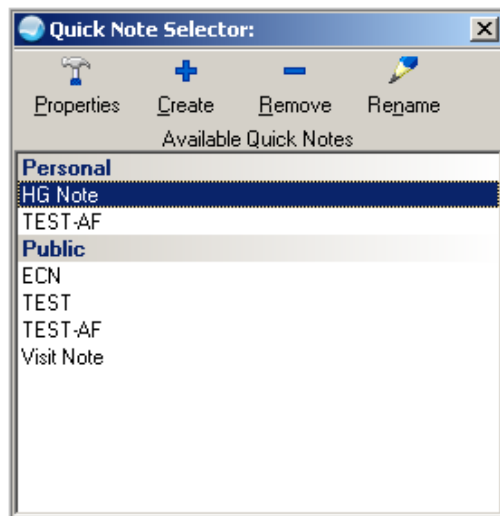 Quick Note Selector:
Properties Create Remove Rename
Available Quick Notes
Personal
HG Note
TEST-AF
Public
ECN
TEST
TEST-AF
Visit Note